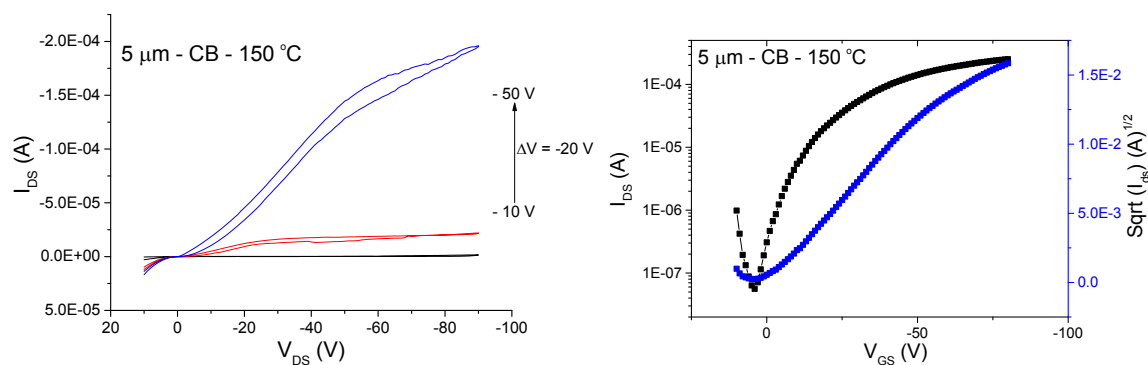 5 μm - CB - 150 °C
-2.0E-04
-1.5E-04
-1.0E-04
-5.0E-05
0.0E+00
5.0E-05
I_DS (A)
20 0 -20 -40 -60 -80 -100
V_DS (V)
- 50 V
ΔV = -20 V
- 10 V
5 μm - CB - 150 °C
1E-04
1E-05
1E-06
1E-07
I_DS (A)
0 -50 -100
V_GS (V)
1.5E-2
1.0E-2
5.0E-3
0.0
Sqrt (I_ds) (A)^1/2